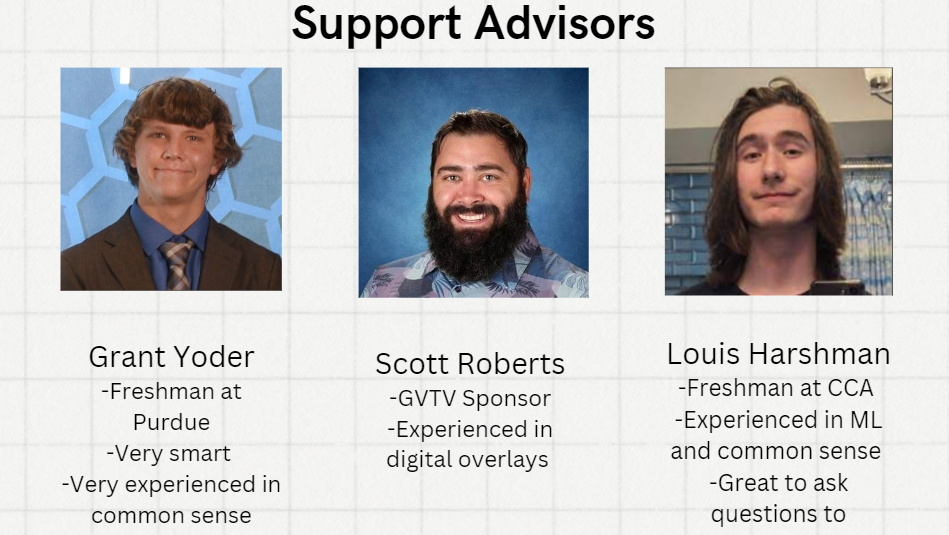 Support Advisors
Grant Yoder
-Freshman at
Purdue
-Very smart
-Very experienced in
common sense
Scott Roberts
-GVTV Sponsor
-Experienced in
digital overlays
Louis Harshman
-Freshman at CCA
-Experienced in ML
and common sense
-Great to ask
questions to